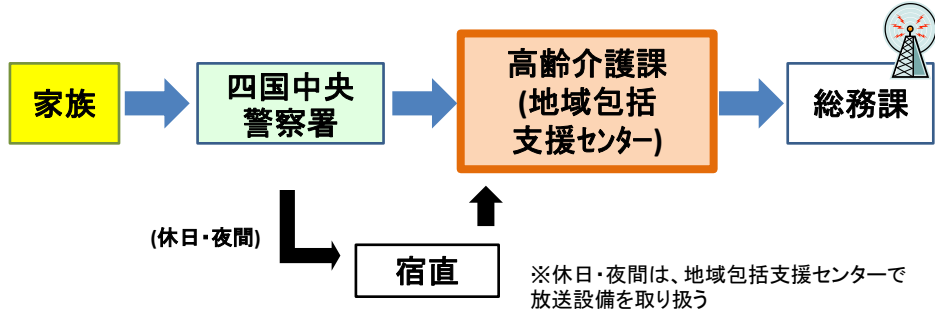 家族
四国中央
警察署
高齢介護課
(地域包括
支援センター)
総務課
(休日・夜間)
宿直
※休日・夜間は、地域包括支援センターで
放送設備を取り扱う